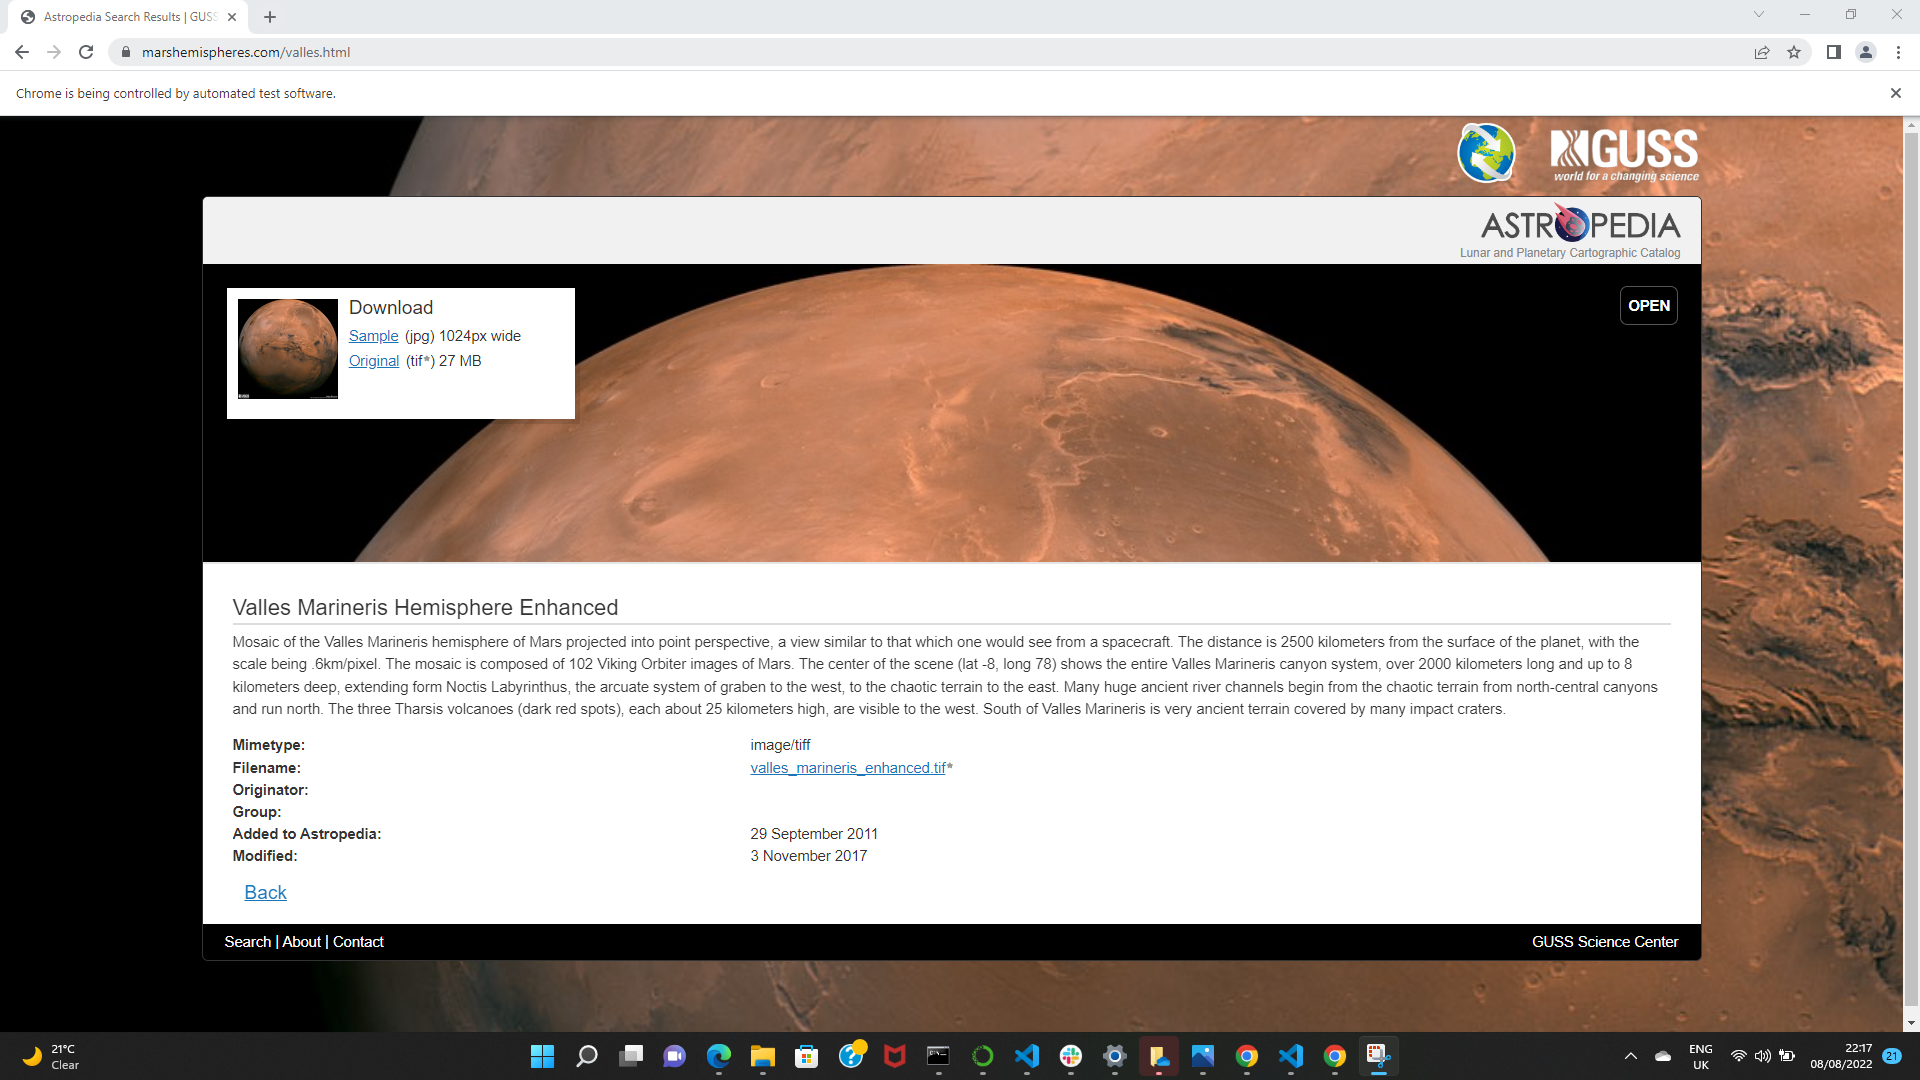 Astropedia Search Results | GUSS
marshemispheres.com/valles.html
Chrome is being controlled by automated test software.
GUSS
world for a changing science
ASTROPEDIA
Lunar and Planetary Cartographic Catalog
Download
Sample (jpg) 1024px wide
Original (tif*) 27 MB
OPEN
Valles Marineris Hemisphere Enhanced
Mosaic of the Valles Marineris hemisphere of Mars projected into point perspective, a view similar to that which one would see from a spacecraft. The distance is 2500 kilometers from the surface of the planet, with the
scale being .6km/pixel. The mosaic is composed of 102 Viking Orbiter images of Mars. The center of the scene (lat -8, long 78) shows the entire Valles Marineris canyon system, over 2000 kilometers long and up to 8
kilometers deep, extending form Noctis Labyrinthus, the arcuate system of graben to the west, to the chaotic terrain to the east. Many huge ancient river channels begin from the chaotic terrain from north-central canyons
and run north. The three Tharsis volcanoes (dark red spots), each about 25 kilometers high, are visible to the west. South of Valles Marineris is very ancient terrain covered by many impact craters.
Mimetype: image/tiff
Filename: valles_marineris_enhanced.tif*
Originator:
Group:
Added to Astropedia: 29 September 2011
Modified: 3 November 2017
Back
Search | About | Contact GUSS Science Center
21°C
Clear
ENG
UK
22:17
08/08/2022
21